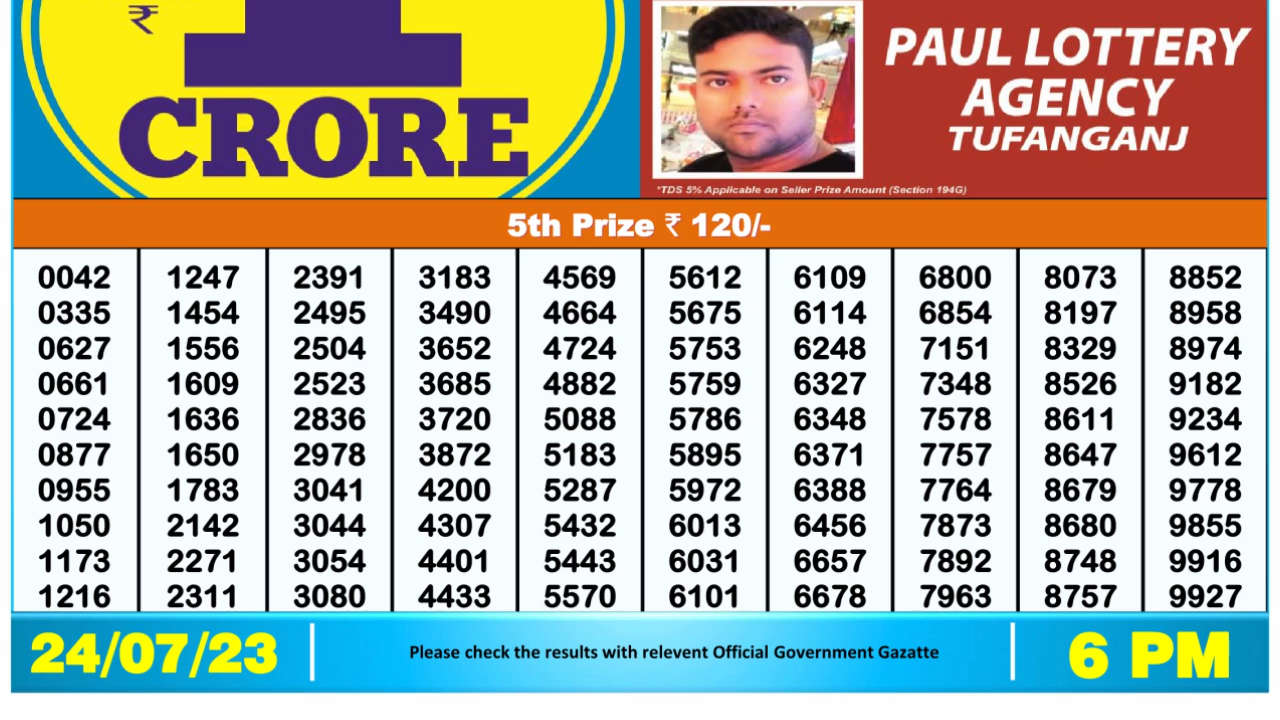 ₹
1
CRORE
PAUL LOTTERY
AGENCY
TUFANGANJ
*TDS 5% Applicable on Seller Prize Amount (Section 194G)
5th Prize ₹ 120/-
0042 1247 2391 3183 4569 5612 6109 6800 8073 8852
0335 1454 2495 3490 4664 5675 6114 6854 8197 8958
0627 1556 2504 3652 4724 5753 6248 7151 8329 8974
0661 1609 2523 3685 4882 5759 6327 7348 8526 9182
0724 1636 2836 3720 5088 5786 6348 7578 8611 9234
0877 1650 2978 3872 5183 5895 6371 7757 8647 9612
0955 1783 3041 4200 5287 5972 6388 7764 8679 9778
1050 2142 3044 4307 5432 6013 6456 7873 8680 9855
1173 2271 3054 4401 5443 6031 6657 7892 8748 9916
1216 2311 3080 4433 5570 6101 6678 7963 8757 9927
24/07/23 Please check the results with relevent Official Government Gazatte 6 PM